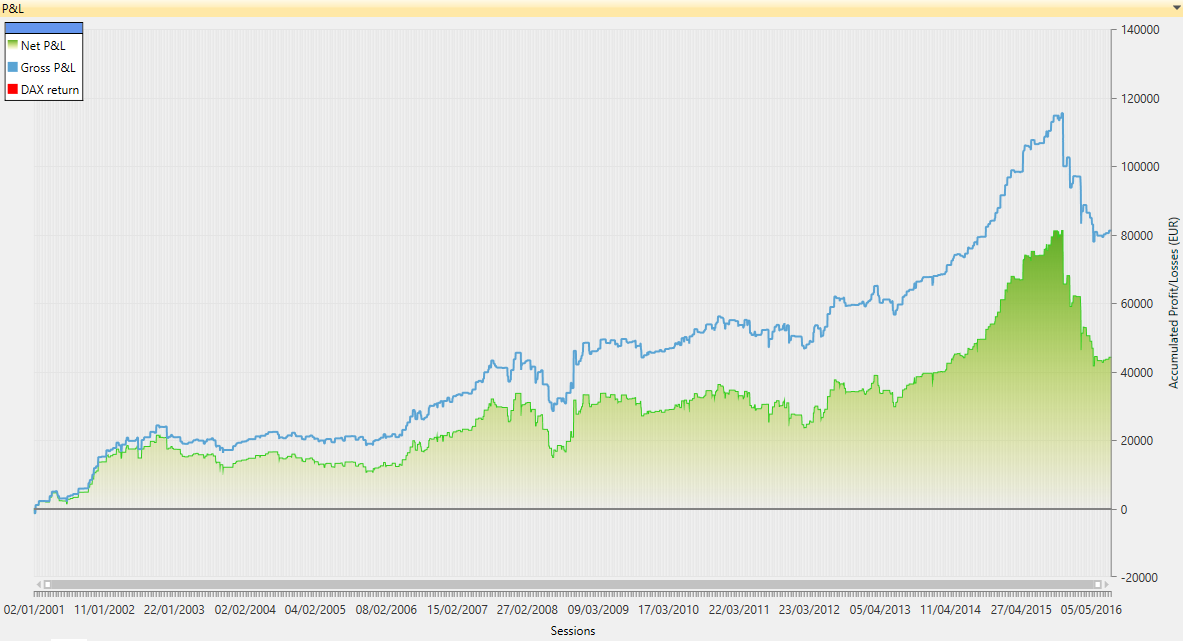 P&L
Net P&L
Gross P&L
DAX return
140000
120000
100000
80000
60000
40000
20000
0
-20000
Accumulated Profit/Losses (EUR)
02/01/2001 11/01/2002 22/01/2003 02/02/2004 04/02/2005 08/02/2006 15/02/2007 27/02/2008 09/03/2009 17/03/2010 22/03/2011 23/03/2012 05/04/2013 11/04/2014 27/04/2015 05/05/2016
Sessions